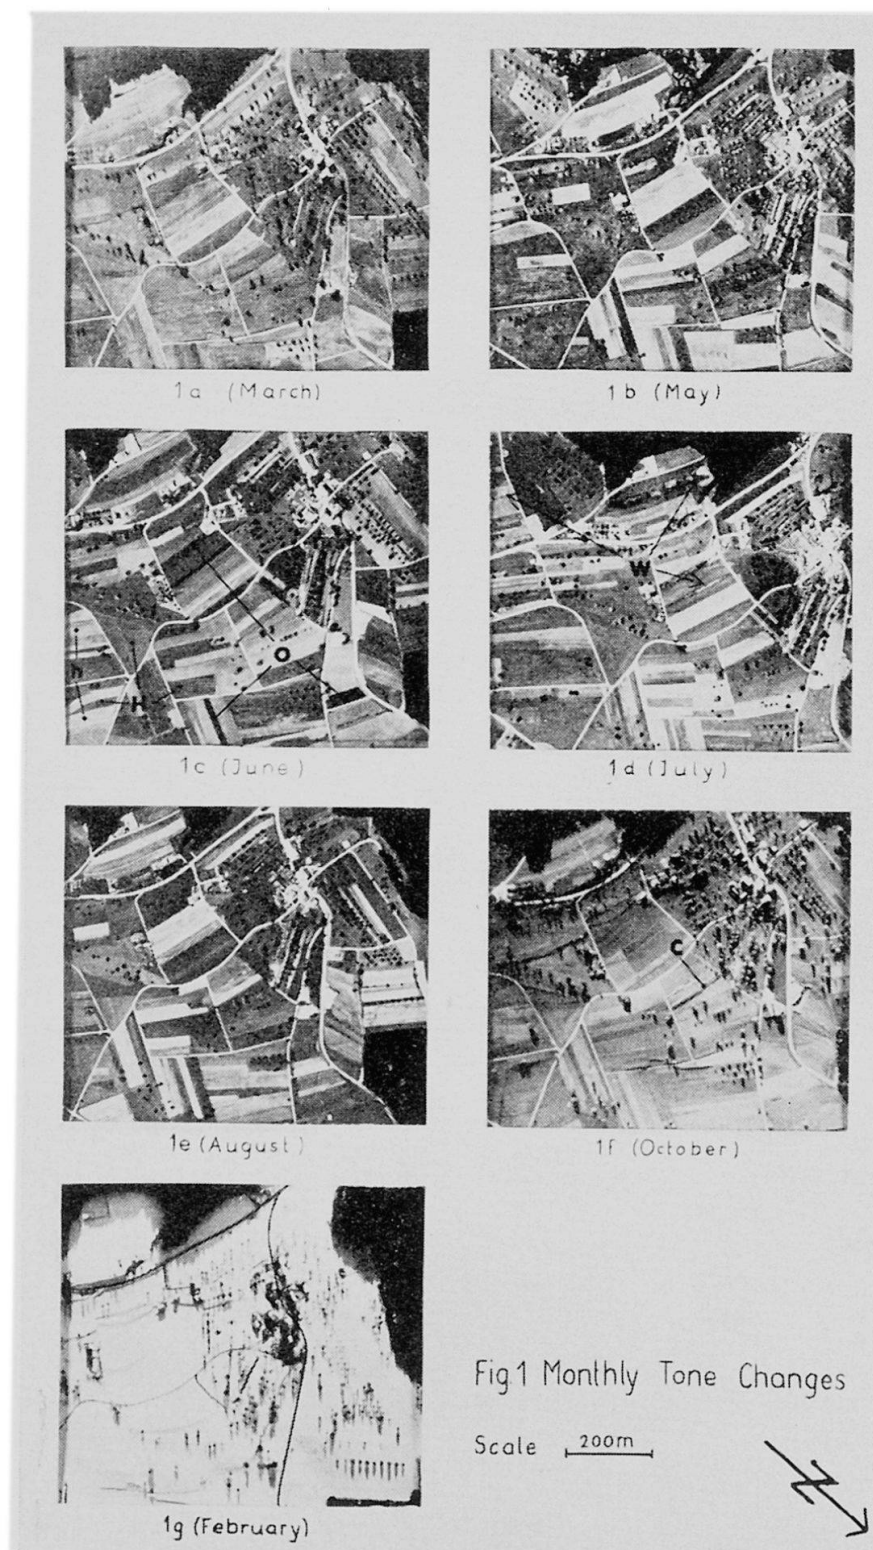 1a (March)
1b (May)
O
H
h
1c (June)
W
1d (July)
1e (August)
C
1f (October)
1g (February)
Fig.1 Monthly Tone Changes
Scale 200m
N